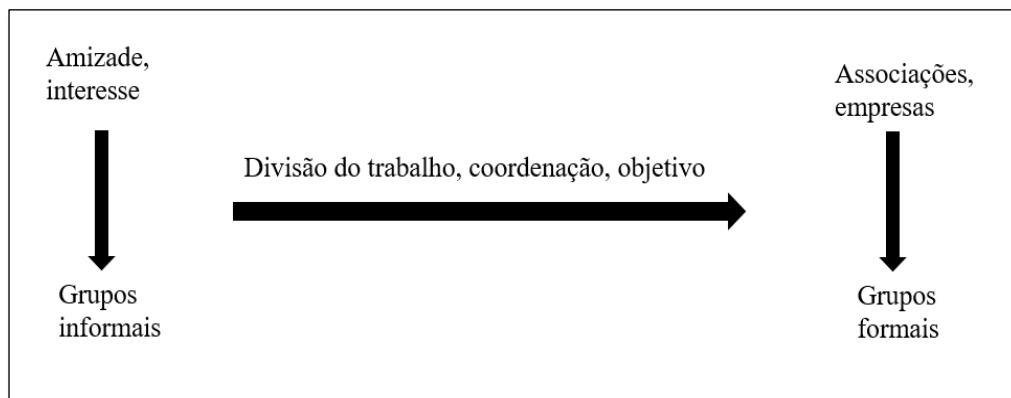 Amizade,
interesse
Associações,
empresas
Divisão do trabalho, coordenação, objetivo
Grupos
informais
Grupos
formais